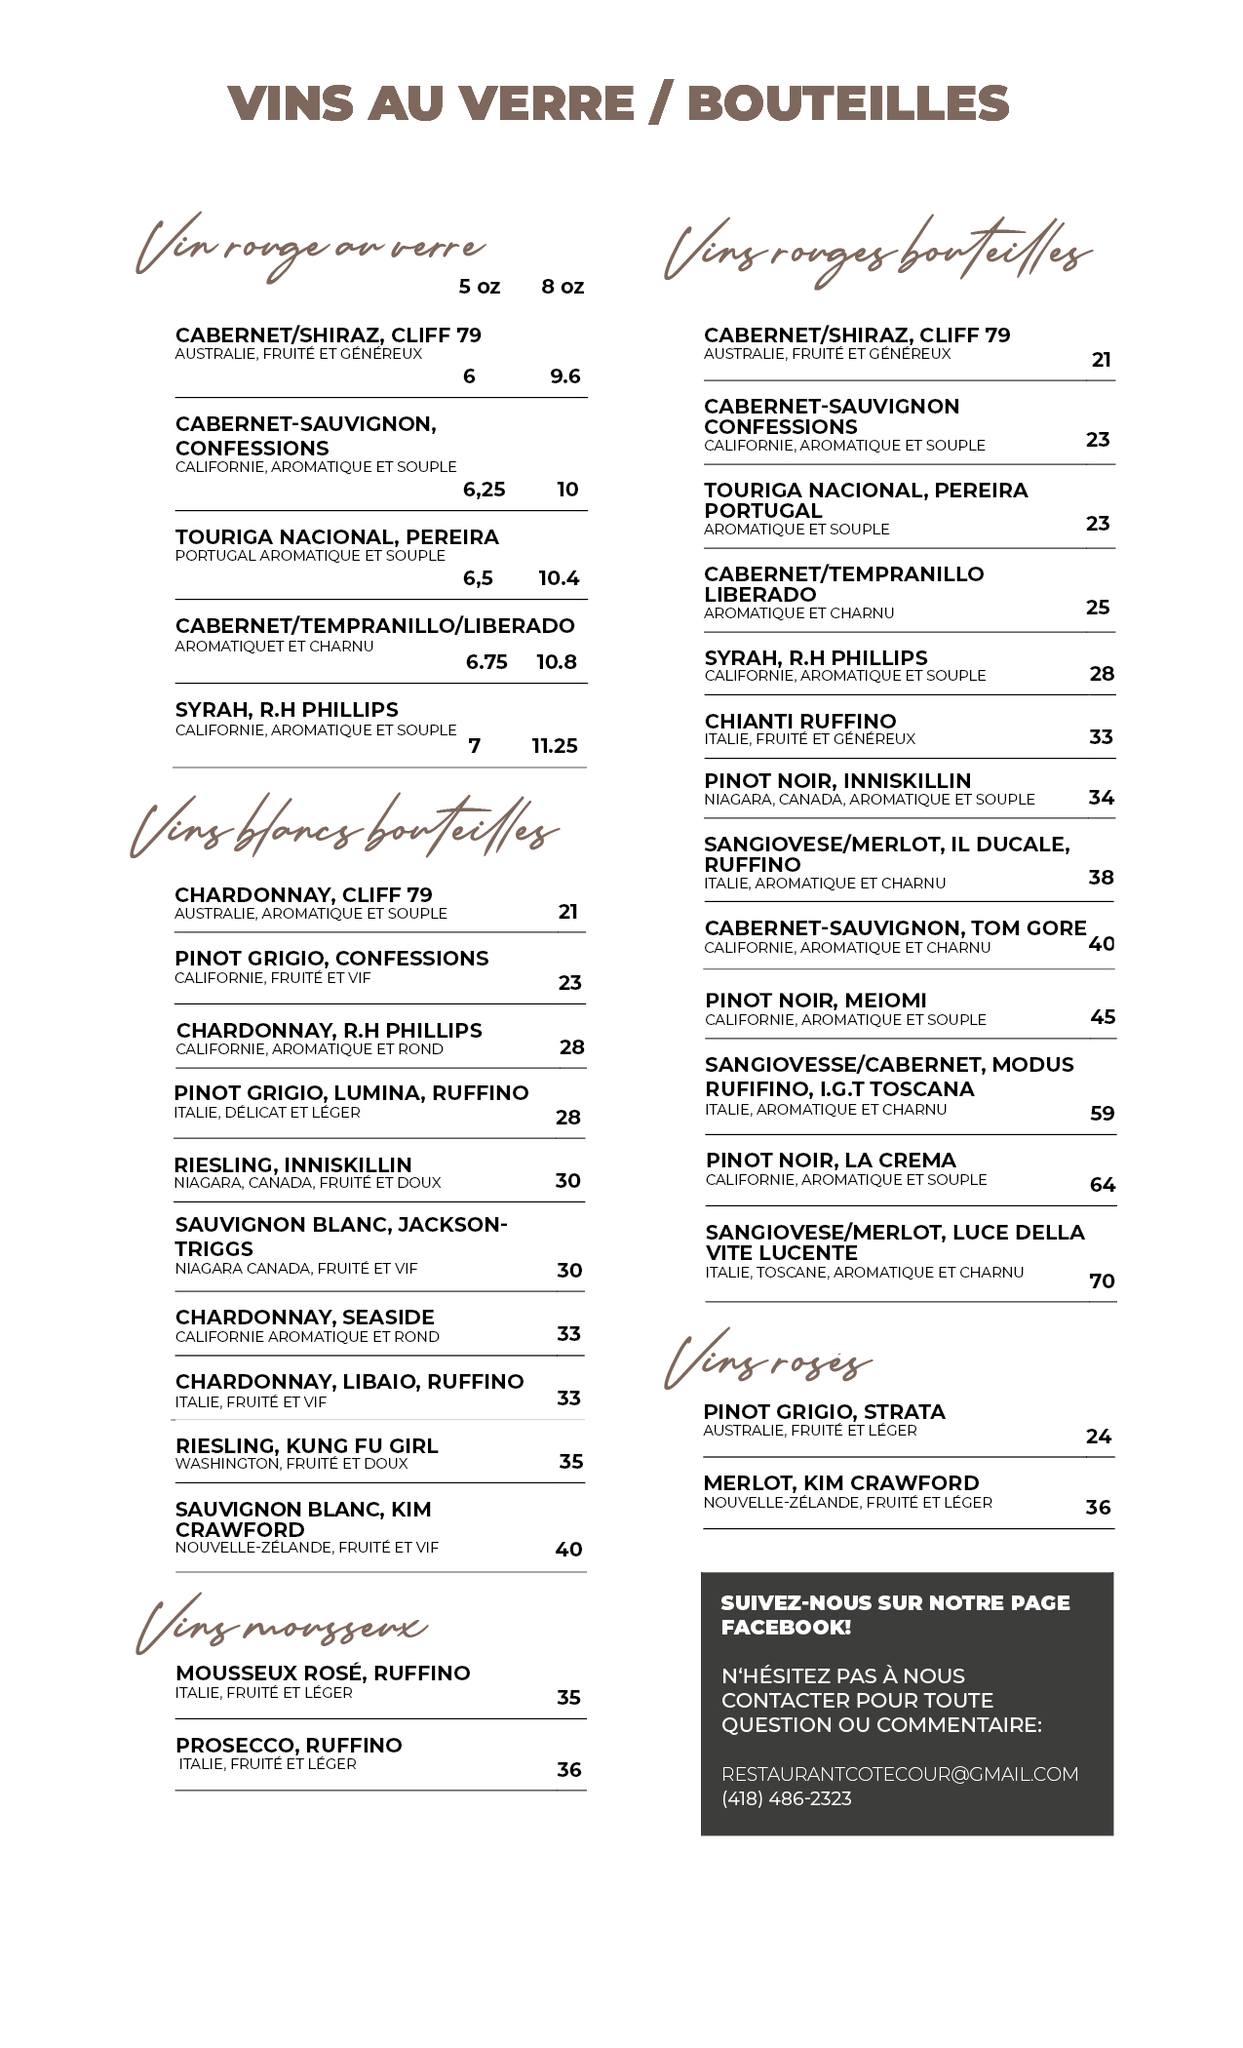 VINS AU VERRE / BOUTEILLES
Vin rouge au verre
5 oz 8 oz
CABERNET/SHIRAZ, CLIFF 79
AUSTRALIE, FRUITÉ ET GÉNÉREUX
6 9.6
CABERNET-SAUVIGNON,
CONFESSIONS
CALIFORNIE, AROMATIQUE ET SOUPLE
6,25 10
TOURIGA NACIONAL, PEREIRA
PORTUGAL AROMATIQUE ET SOUPLE
6,5 10.4
CABERNET/TEMPRANILLO/LIBERADO
AROMATIQUET ET CHARNU
6.75 10.8
SYRAH, R.H PHILLIPS
CALIFORNIE, AROMATIQUE ET SOUPLE
7 11.25
Vins blancs bouteilles
CHARDONNAY, CLIFF 79
AUSTRALIE, AROMATIQUE ET SOUPLE
21
PINOT GRIGIO, CONFESSIONS
CALIFORNIE, FRUITÉ ET VIF
23
CHARDONNAY, R.H PHILLIPS
CALIFORNIE, AROMATIQUE ET ROND
28
PINOT GRIGIO, LUMINA, RUFFINO
ITALIE, DÉLICAT ET LÉGER
28
RIESLING, INNISKILLIN
NIAGARA, CANADA, FRUITÉ ET DOUX
30
SAUVIGNON BLANC, JACKSON-
TRIGGS
NIAGARA CANADA, FRUITÉ ET VIF
30
CHARDONNAY, SEASIDE
CALIFORNIE AROMATIQUE ET ROND
33
CHARDONNAY, LIBAIO, RUFFINO
ITALIE, FRUITÉ ET VIF
33
RIESLING, KUNG FU GIRL
WASHINGTON, FRUITÉ ET DOUX
35
SAUVIGNON BLANC, KIM
CRAWFORD
NOUVELLE-ZÉLANDE, FRUITÉ ET VIF
40
Vins mousseux
MOUSSEUX ROSÉ, RUFFINO
ITALIE, FRUITÉ ET LÉGER
35
PROSECCO, RUFFINO
ITALIE, FRUITÉ ET LÉGER
36
Vins rouges bouteilles
CABERNET/SHIRAZ, CLIFF 79
AUSTRALIE, FRUITÉ ET GÉNÉREUX
21
CABERNET-SAUVIGNON
CONFESSIONS
CALIFORNIE, AROMATIQUE ET SOUPLE
23
TOURIGA NACIONAL, PEREIRA
PORTUGAL
AROMATIQUE ET SOUPLE
23
CABERNET/TEMPRANILLO
LIBERADO
AROMATIQUE ET CHARNU
25
SYRAH, R.H PHILLIPS
CALIFORNIE, AROMATIQUE ET SOUPLE
28
CHIANTI RUFFINO
ITALIE, FRUITÉ ET GÉNÉREUX
33
PINOT NOIR, INNISKILLIN
NIAGARA, CANADA, AROMATIQUE ET SOUPLE
34
SANGIOVESE/MERLOT, IL DUCALE,
RUFFINO
ITALIE, AROMATIQUE ET CHARNU
38
CABERNET-SAUVIGNON, TOM GORE
CALIFORNIE, AROMATIQUE ET CHARNU
40
PINOT NOIR, MEIOMI
CALIFORNIE, AROMATIQUE ET SOUPLE
45
SANGIOVESSE/CABERNET, MODUS
RUFIFINO, I.G.T TOSCANA
ITALIE, AROMATIQUE ET CHARNU
59
PINOT NOIR, LA CREMA
CALIFORNIE, AROMATIQUE ET SOUPLE
64
SANGIOVESE/MERLOT, LUCE DELLA
VITE LUCENTE
ITALIE, TOSCANE, AROMATIQUE ET CHARNU
70
Vins rosés
PINOT GRIGIO, STRATA
AUSTRALIE, FRUITÉ ET LÉGER
24
MERLOT, KIM CRAWFORD
NOUVELLE-ZÉLANDE, FRUITÉ ET LÉGER
36
SUIVEZ-NOUS SUR NOTRE PAGE
FACEBOOK!
N‘HÉSITEZ PAS À NOUS
CONTACTER POUR TOUTE
QUESTION OU COMMENTAIRE:
RESTAURANTCOTECOUR@GMAIL.COM
(418) 486-2323